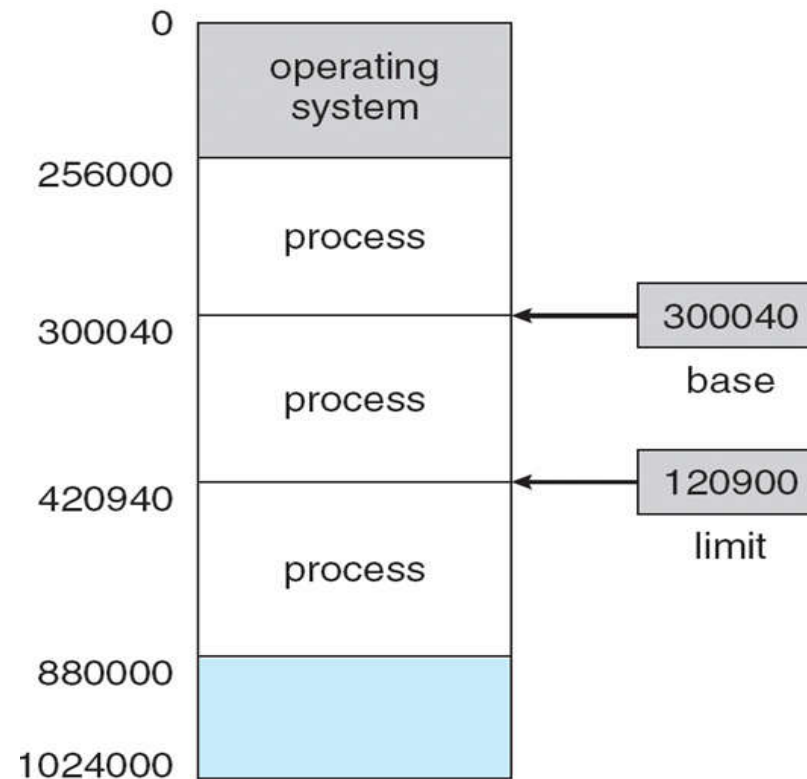 0
operating
system
256000
process
300040
300040
base
process
420940
120900
limit
process
880000
1024000